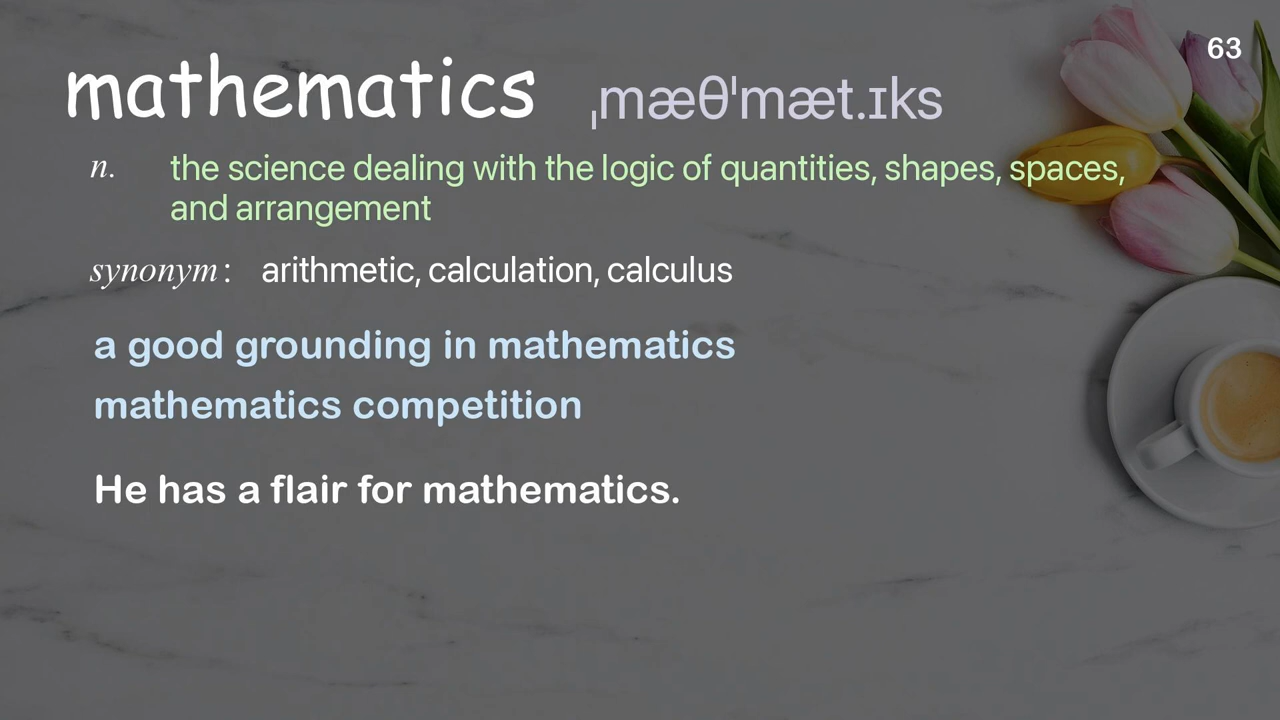 63
mathematics ˌmæθˈmæt.ɪks
n. the science dealing with the logic of quantities, shapes, spaces,
and arrangement
synonym: arithmetic, calculation, calculus
a good grounding in mathematics
mathematics competition
He has a flair for mathematics.